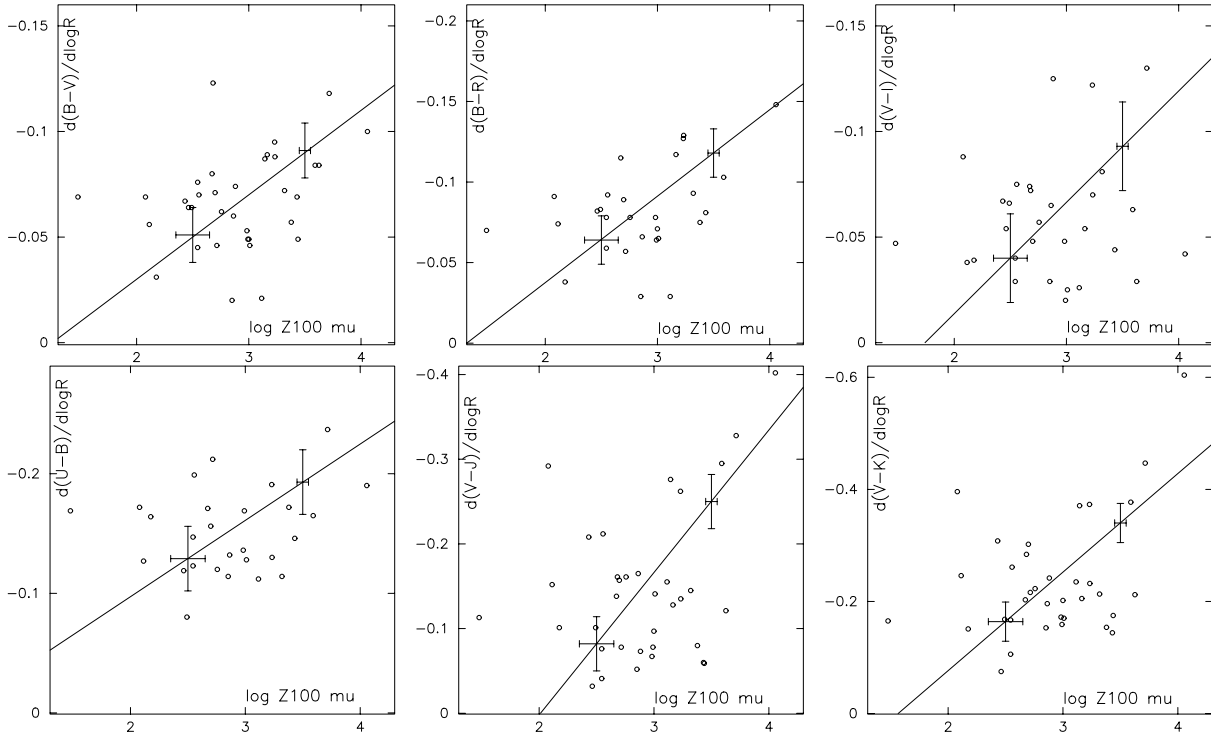 -0.15
-0.1
-0.05
0
d(B-V)/dlogR
log Z100 mu
2 3 4
-0.2
-0.15
-0.1
-0.05
0
d(B-R)/dlogR
log Z100 mu
2 3 4
-0.15
-0.1
-0.05
0
d(V-I)/dlogR
log Z100 mu
2 3 4
-0.2
-0.1
0
d(U-B)/dlogR
log Z100 mu
2 3 4
-0.4
-0.3
-0.2
-0.1
0
d(V-J)/dlogR
log Z100 mu
2 3 4
-0.6
-0.4
-0.2
0
d(V-K)/dlogR
log Z100 mu
2 3 4